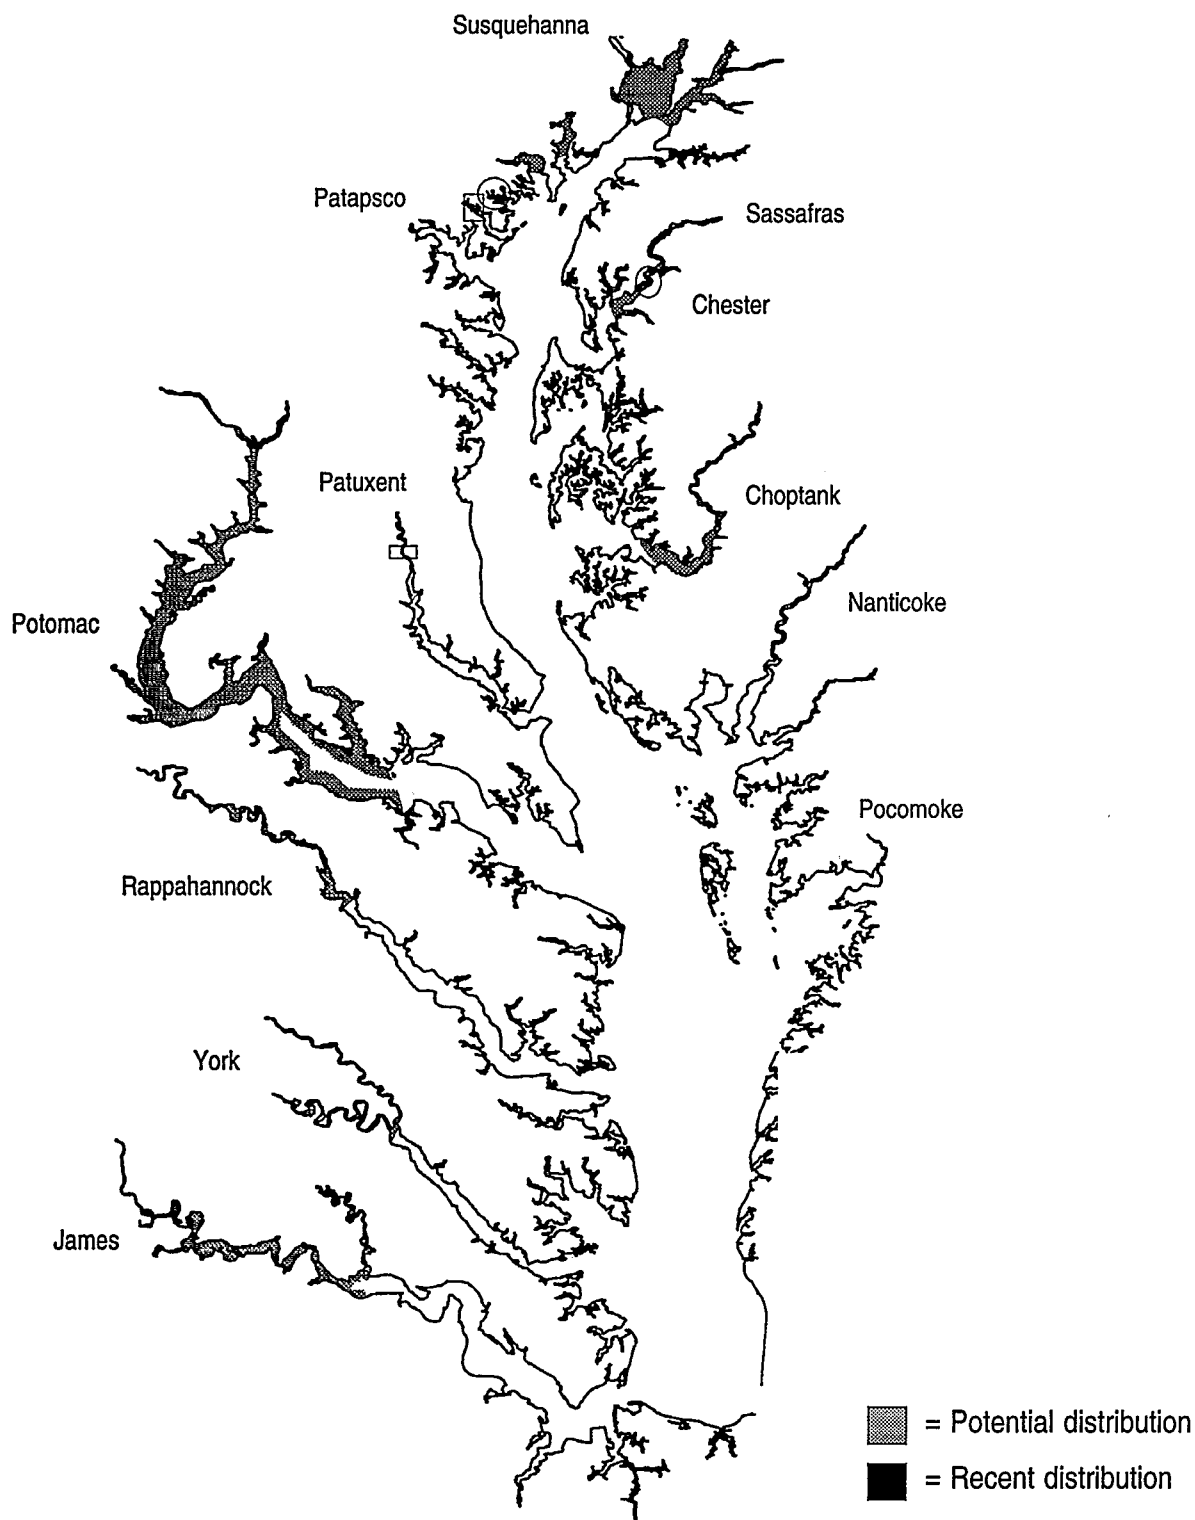 Susquehanna
Patapsco
Sassafras
Chester
Patuxent
Choptank
Nanticoke
Potomac
Pocomoke
Rappahannock
York
James
= Potential distribution
= Recent distribution